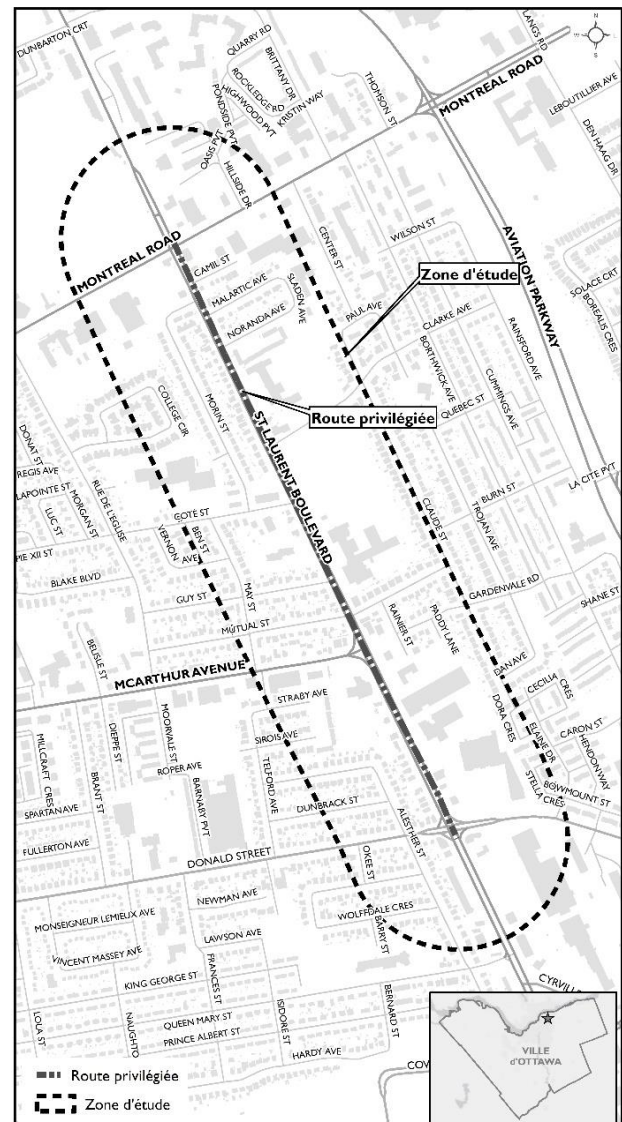 DUNBARTON CRT
QUARRY RD
BRITTANY DR
ROCKLEDGE RD
HIGHWOOD PVT
KRISTIN WAY
PONDSIDE PVT
OASIS PVT
HILLSIDE DR
THOMSON ST
MONTREAL ROAD
LANGS RD
LEBOUTILLIER AVE
DEN HAAG DR
N
S
MONTREAL ROAD
CAMIL ST
MALARTIC AVE
NORANDA AVE
SLADEN AVE
CENTER ST
WILSON ST
AVIATION PARKWAY
SOLACE CRT
BOREALIS CRES
Zone d'étude
PAUL AVE
CLARKE AVE
RAINSFORD AVE
BORTHWICK AVE
CUMMINGS AVE
QUEBEC ST
Route privilégiée
COLLEGE CIR
MORIN ST
ST LAURENT BOULEVARD
DONAT ST
REGIS AVE
LAPOINTE ST
LUC ST
MORGAN ST
RUE DE L'EGLISE
COTÉ ST
BEN ST
VERNON AVE
PIE XII ST
BLAKE BLVD
GUY ST
MAY ST
MUTUAL ST
CLAUDE ST
BURN ST
TROJAN AVE
LA CITE PVT
GARDENVALE RD
SHANE ST
RAINIER ST
PADDY LANE
DAN AVE
CECILIA CRES
DORA CRES
ELAINE DR
CARON ST
HENDON WAY
BOWMOUNT ST
STELLA CRES
BELISLE ST
MCARTHUR AVENUE
STRABY AVE
SIROIS AVE
MOORVALE ST
DIEPPE ST
ROPER AVE
BARNABY PVT
TELFORD AVE
MILLCRAFT CRES
BRANT ST
SPARTAN AVE
FULLERTON AVE
DUNBRACK ST
ALESTHER ST
DONALD STREET
OKEE ST
NEWMAN AVE
WOLFFDALE CRES
BARRY ST
MONSEIGNEUR LEMIEUX AVE
LAWSON AVE
VINCENT MASSEY AVE
KING GEORGE ST
FRANCES ST
QUEEN MARY ST
PRINCE ALBERT ST
ISIDORE ST
BERNARD ST
LOLA ST
NAUGHTO
HARDY AVE
CYRVILL
COV
VILLE
d'OTTAWA
Route privilégiée
Zone d'étude